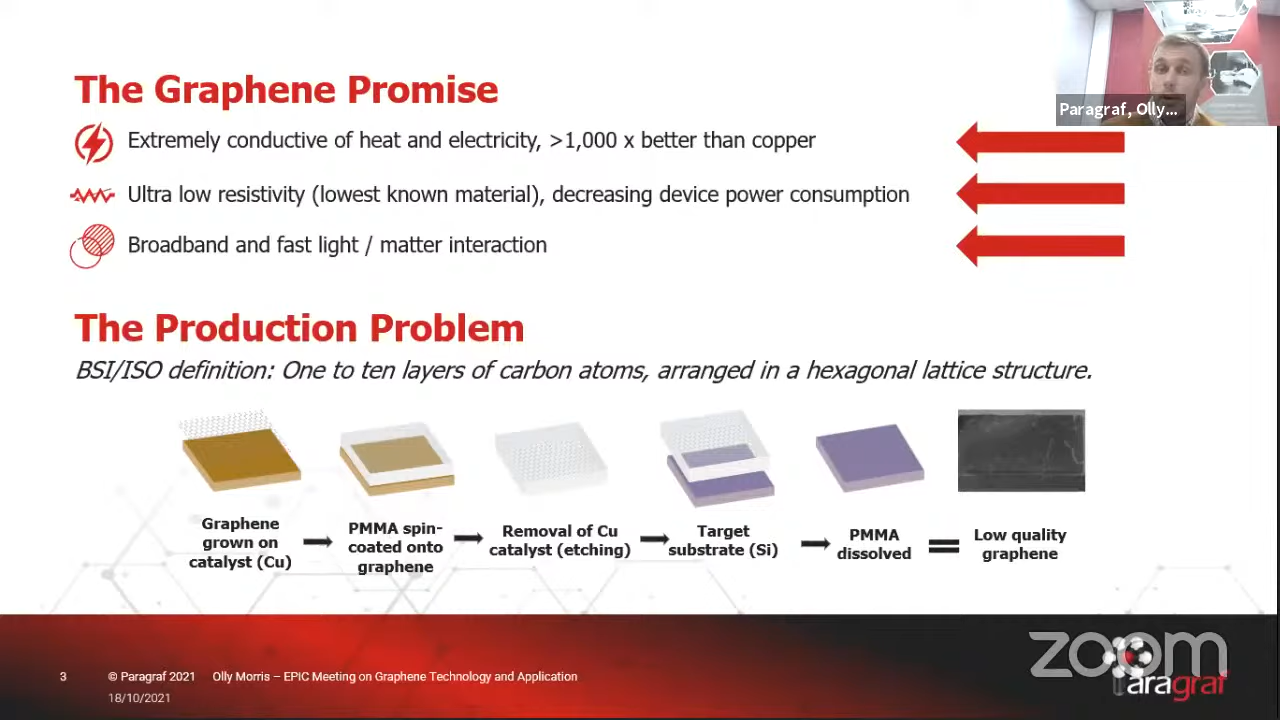 Paragraf, Olly...
The Graphene Promise
Extremely conductive of heat and electricity, >1,000 x better than copper
Ultra low resistivity (lowest known material), decreasing device power consumption
Broadband and fast light / matter interaction
The Production Problem
BSI/ISO definition: One to ten layers of carbon atoms, arranged in a hexagonal lattice structure.
Graphene
grown on
catalyst (Cu)
PMMA spin-
coated onto
graphene
Removal of Cu
catalyst (etching)
Target
substrate (Si)
PMMA
dissolved
=
Low quality
graphene
3
© Paragraf 2021
Olly Morris – EPIC Meeting on Graphene Technology and Application
18/10/2021
zoom
Paragraf